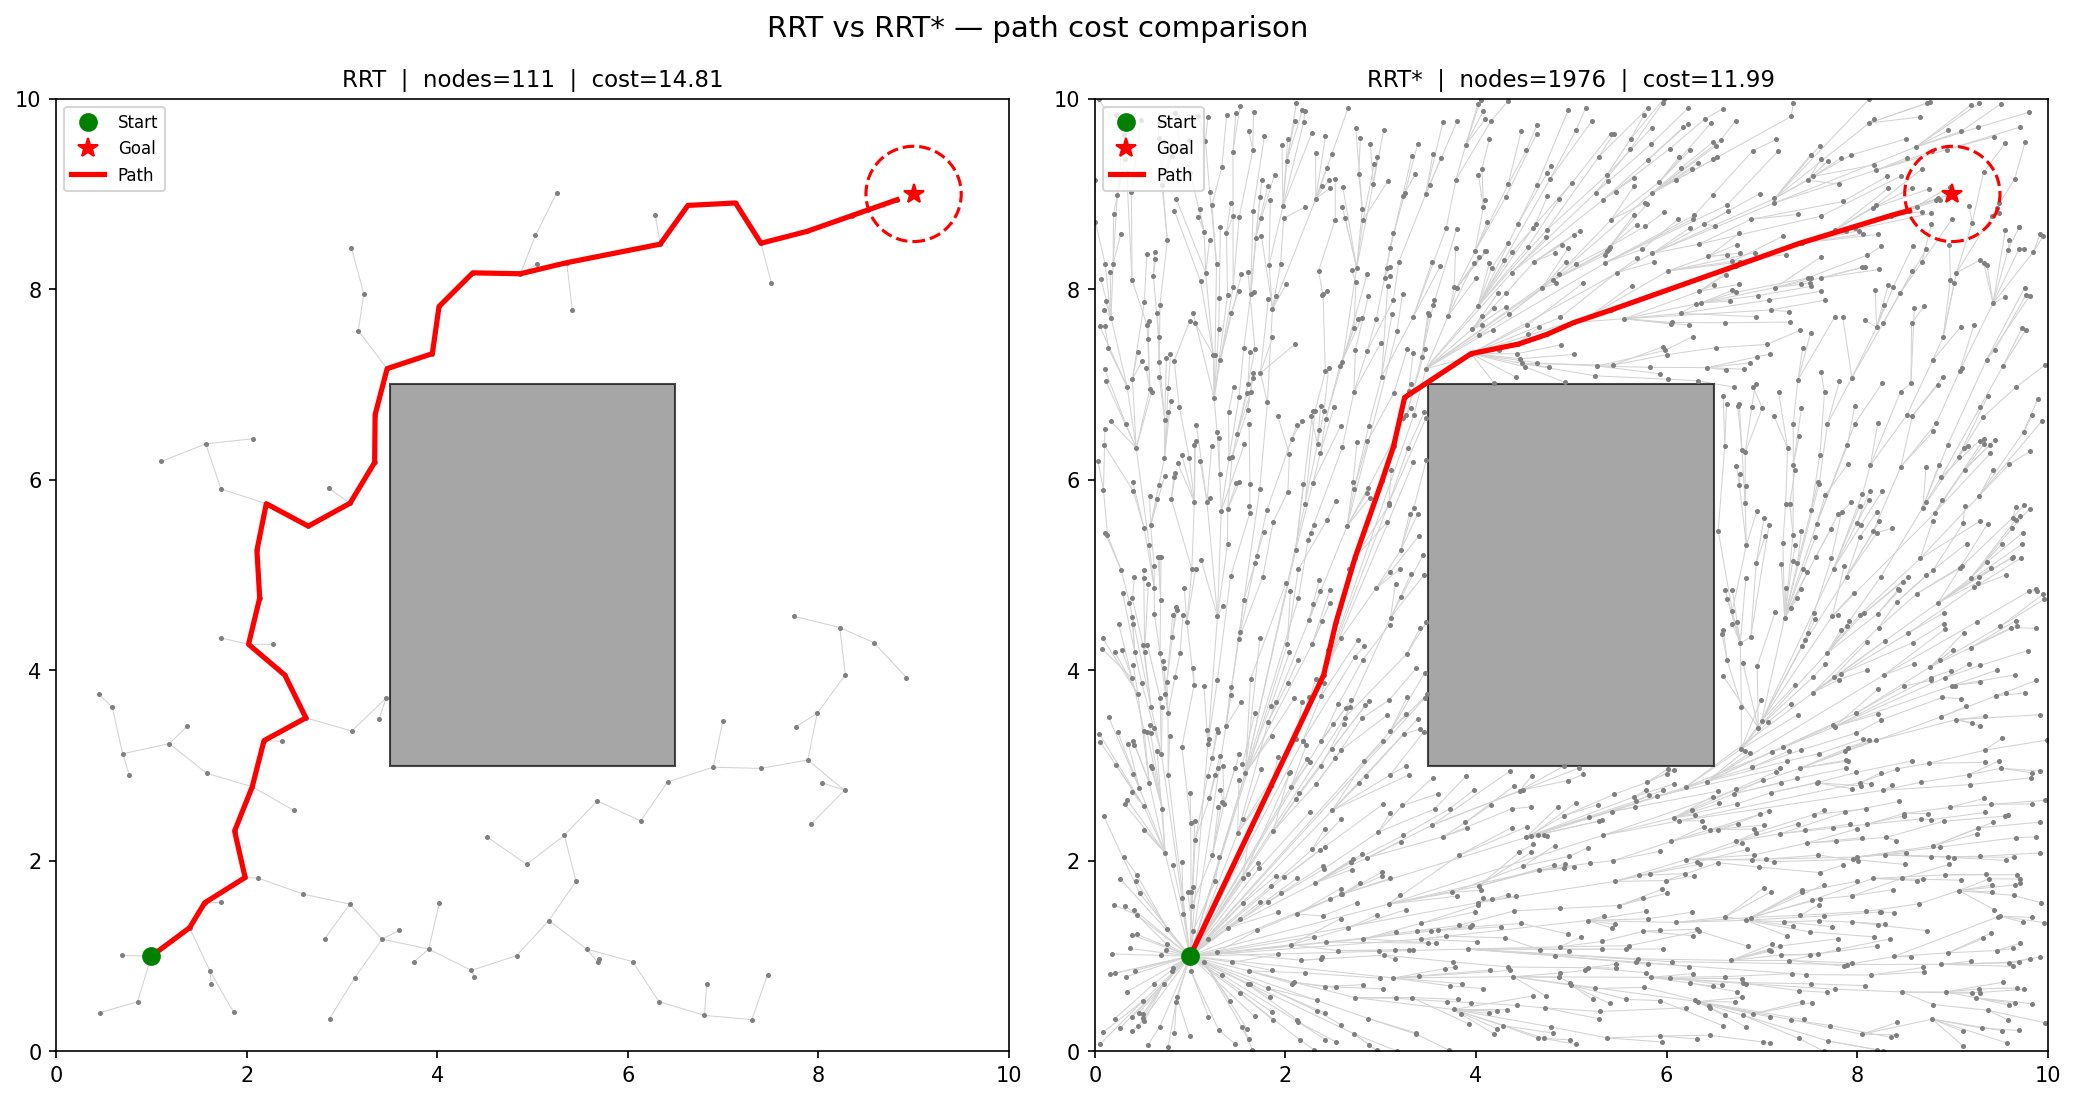 RRT vs RRT* — path cost comparison
RRT | nodes=111 | cost=14.81
Start
Goal
Path
10
8
6
4
2
0
0 2 4 6 8 10
RRT* | nodes=1976 | cost=11.99
Start
Goal
Path
10
8
6
4
2
0
0 2 4 6 8 10